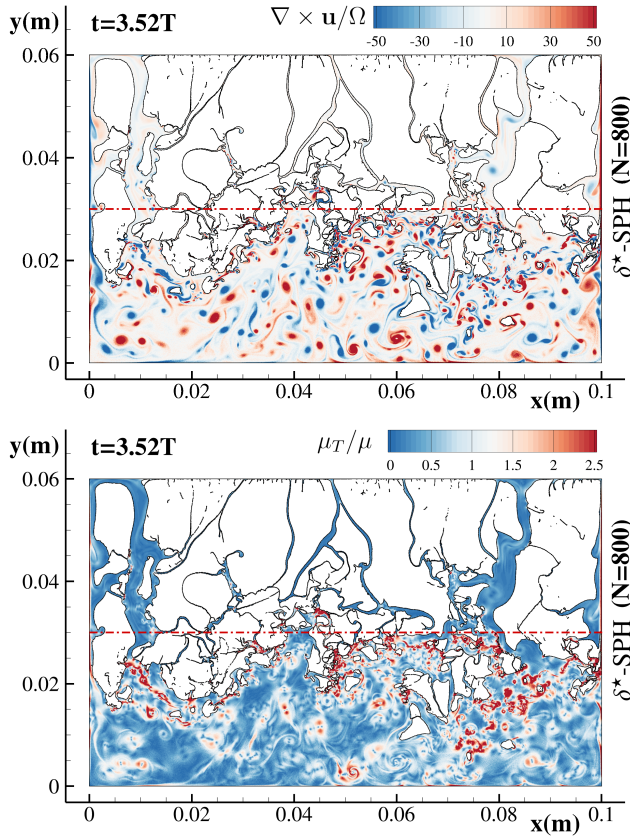 y(m) t=3.52T ∇ × u/Ω -50 -30 -10 10 30 50
0.06
0.04
0.02
0
0 0.02 0.04 0.06 0.08 0.1
x(m)
δ★-SPH (N=800)
y(m) t=3.52T μ_T/μ 0 0.5 1 1.5 2 2.5
0.06
0.04
0.02
0
0 0.02 0.04 0.06 0.08 0.1
x(m)
δ★-SPH (N=800)